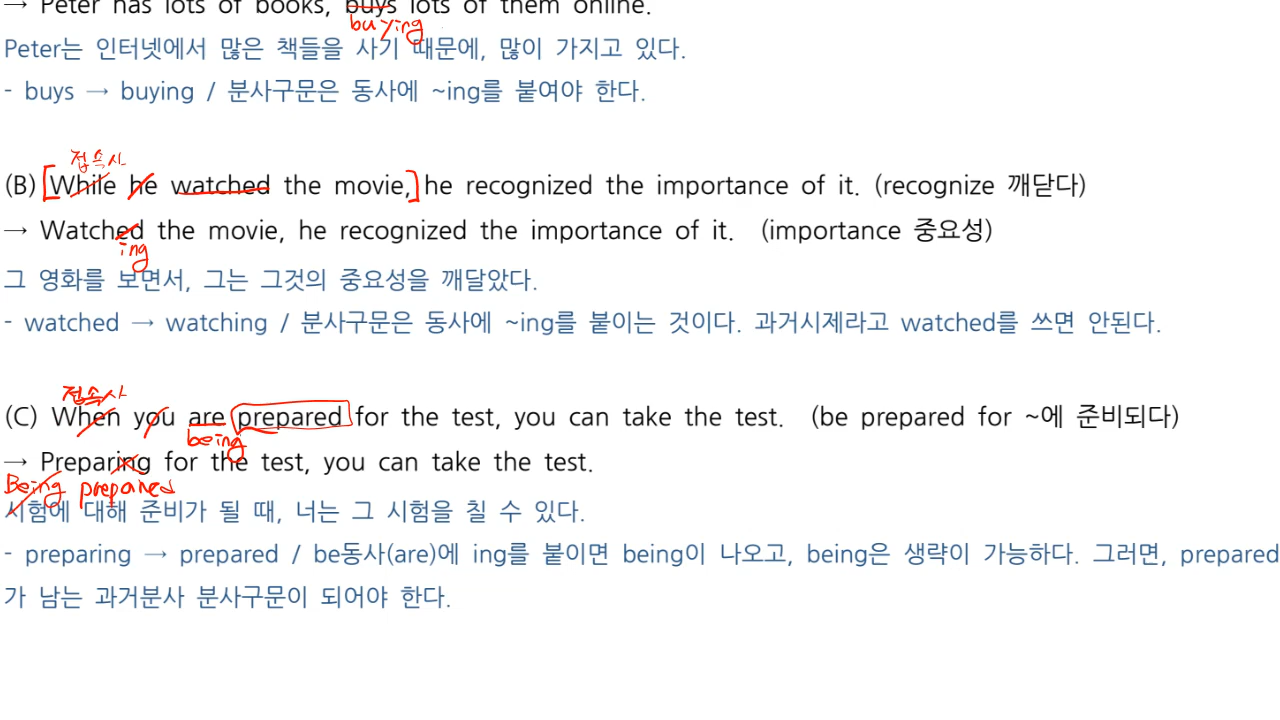 → Peter has lots of books, buys lots of them online.
buying
Peter는 인터넷에서 많은 책들을 사기 때문에, 많이 가지고 있다.
- buys → buying / 분사구문은 동사에 ~ing를 붙여야 한다.
접속사
(B) [While he watched the movie,] he recognized the importance of it. (recognize 깨닫다)
→ Watched the movie, he recognized the importance of it. (importance 중요성)
ing
그 영화를 보면서, 그는 그것의 중요성을 깨달았다.
- watched → watching / 분사구문은 동사에 ~ing를 붙이는 것이다. 과거시제라고 watched를 쓰면 안된다.
접속사
(C) When you are prepared for the test, you can take the test. (be prepared for ~에 준비되다)
being
→ Preparing for the test, you can take the test.
Being prepared
시험에 대해 준비가 될 때, 너는 그 시험을 칠 수 있다.
- preparing → prepared / be동사(are)에 ing를 붙이면 being이 나오고, being은 생략이 가능하다. 그러면, prepared
가 남는 과거분사 분사구문이 되어야 한다.